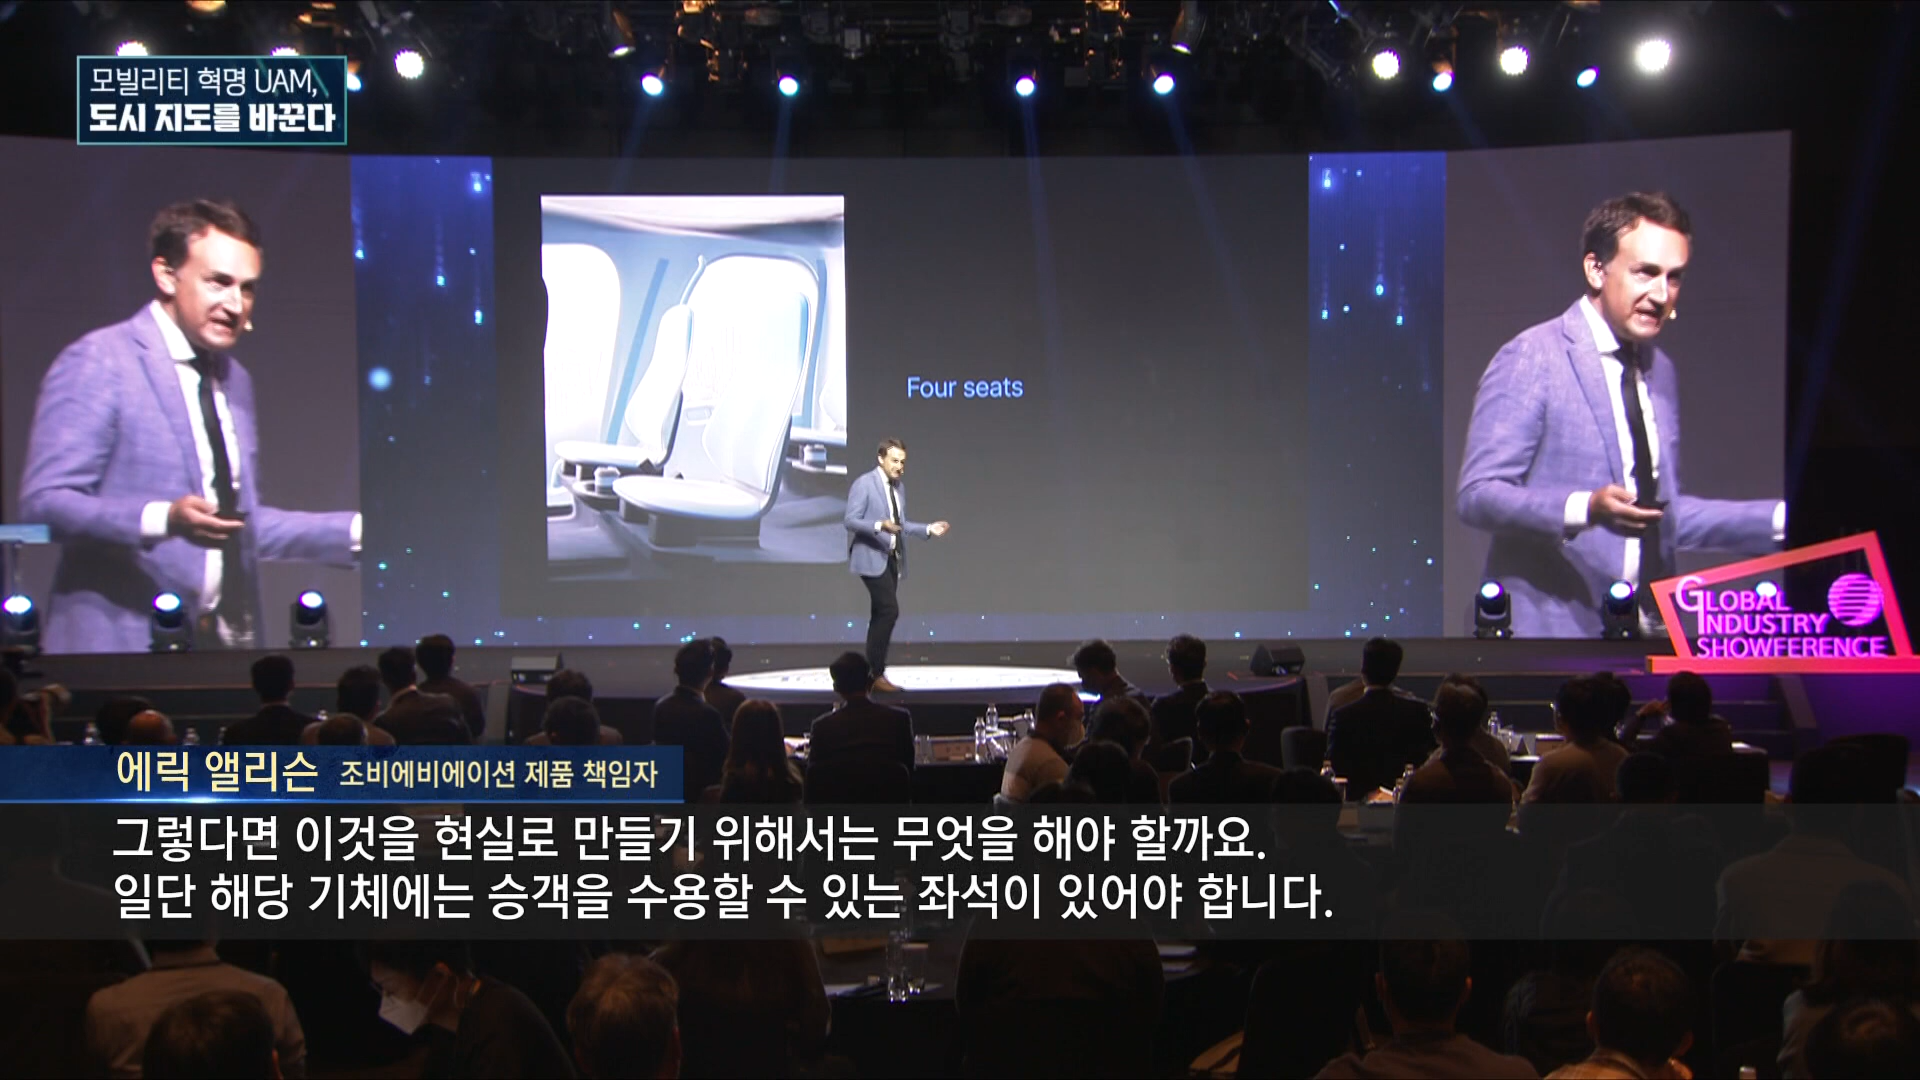 모빌리티 혁명 UAM,
도시 지도를 바꾼다
Four seats
GLOBAL
INDUSTRY
SHOWFERENCE
에릭 앨리슨 조비에비에이션 제품 책임자
그렇다면 이것을 현실로 만들기 위해서는 무엇을 해야 할까요.
일단 해당 기체에는 승객을 수용할 수 있는 좌석이 있어야 합니다.